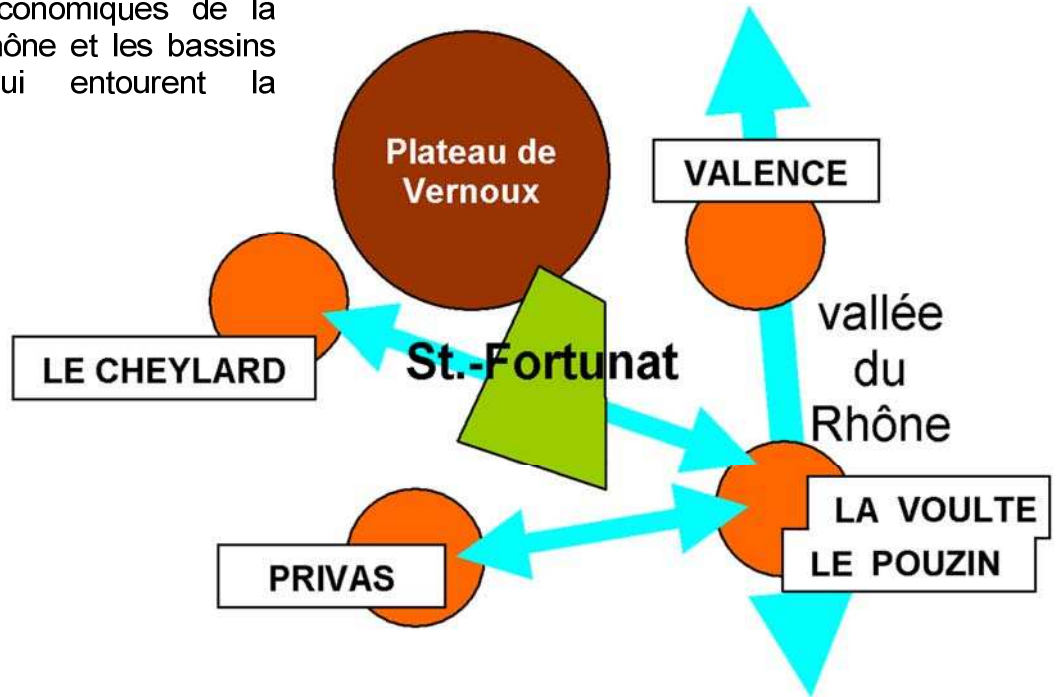 conomiques de la
hône et les bassins
ui entourent la
Plateau de
Vernoux
VALENCE
vallée
du
Rhône
LE CHEYLARD
St.-Fortunat
LA VOULTE
LE POUZIN
PRIVAS